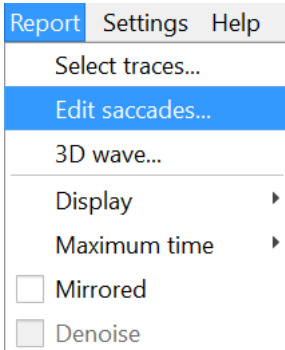 Report Settings Help
Select traces...
Edit saccades...
3D wave...
Display
Maximum time
Mirrored
Denoise